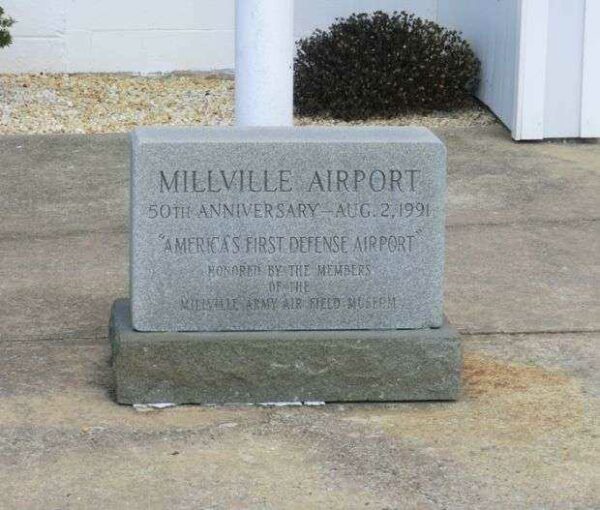 MILLVILLE AIRPORT
50TH ANNIVERSARY — AUG. 2, 1991
"AMERICA'S FIRST DEFENSE AIRPORT"
HONORED BY THE MEMBERS
OF THE
MILLVILLE ARMY AIR FIELD MUSEUM